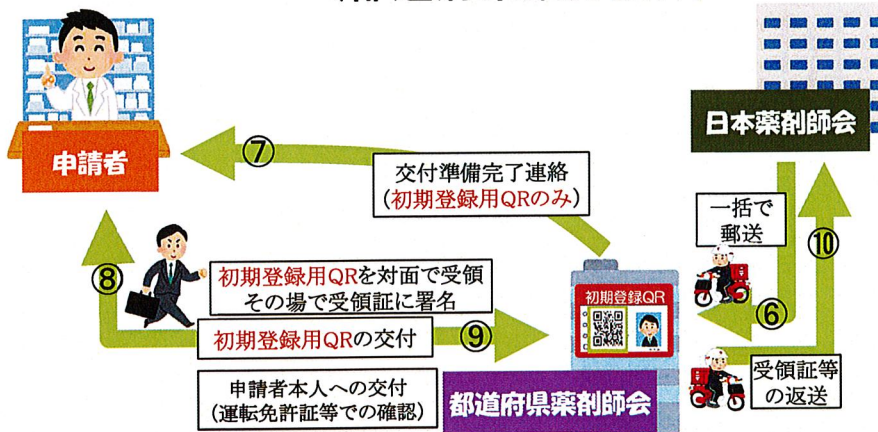 日本薬剤師会
申請者
⑦
交付準備完了連絡
(初期登録用QRのみ)
一括で
郵送
⑩
⑧
初期登録用QRを対面で受領
その場で受領証に署名
初期登録QR
⑥
初期登録用QRの交付
⑨
申請者本人への交付
(運転免許証等での確認)
都道府県薬剤師会
受領証等
の返送